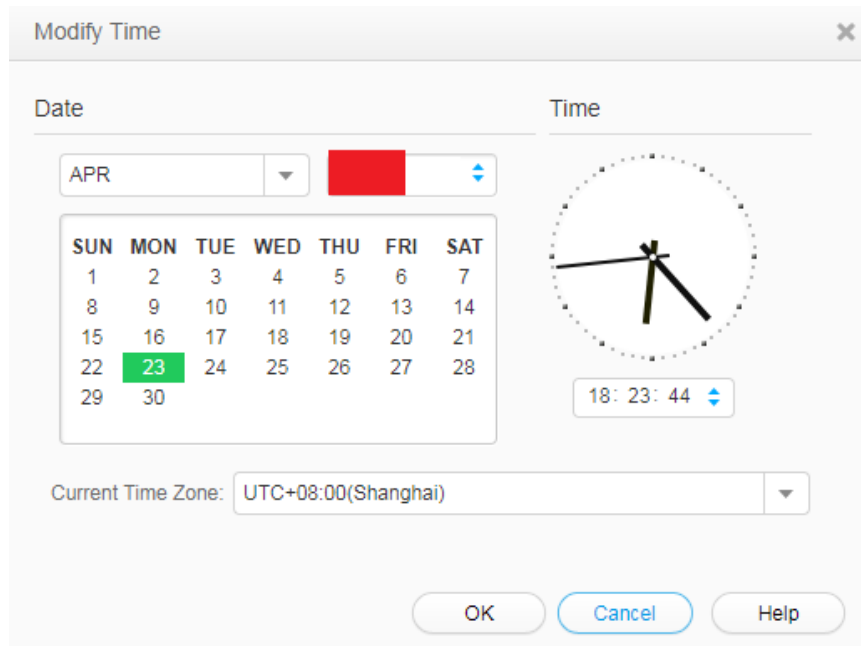 Modify Time
Date
Time
APR
SUN MON TUE WED THU FRI SAT
1 2 3 4 5 6 7
8 9 10 11 12 13 14
15 16 17 18 19 20 21
22 23 24 25 26 27 28
29 30
18: 23: 44
Current Time Zone: UTC+08:00(Shanghai)
OK Cancel Help